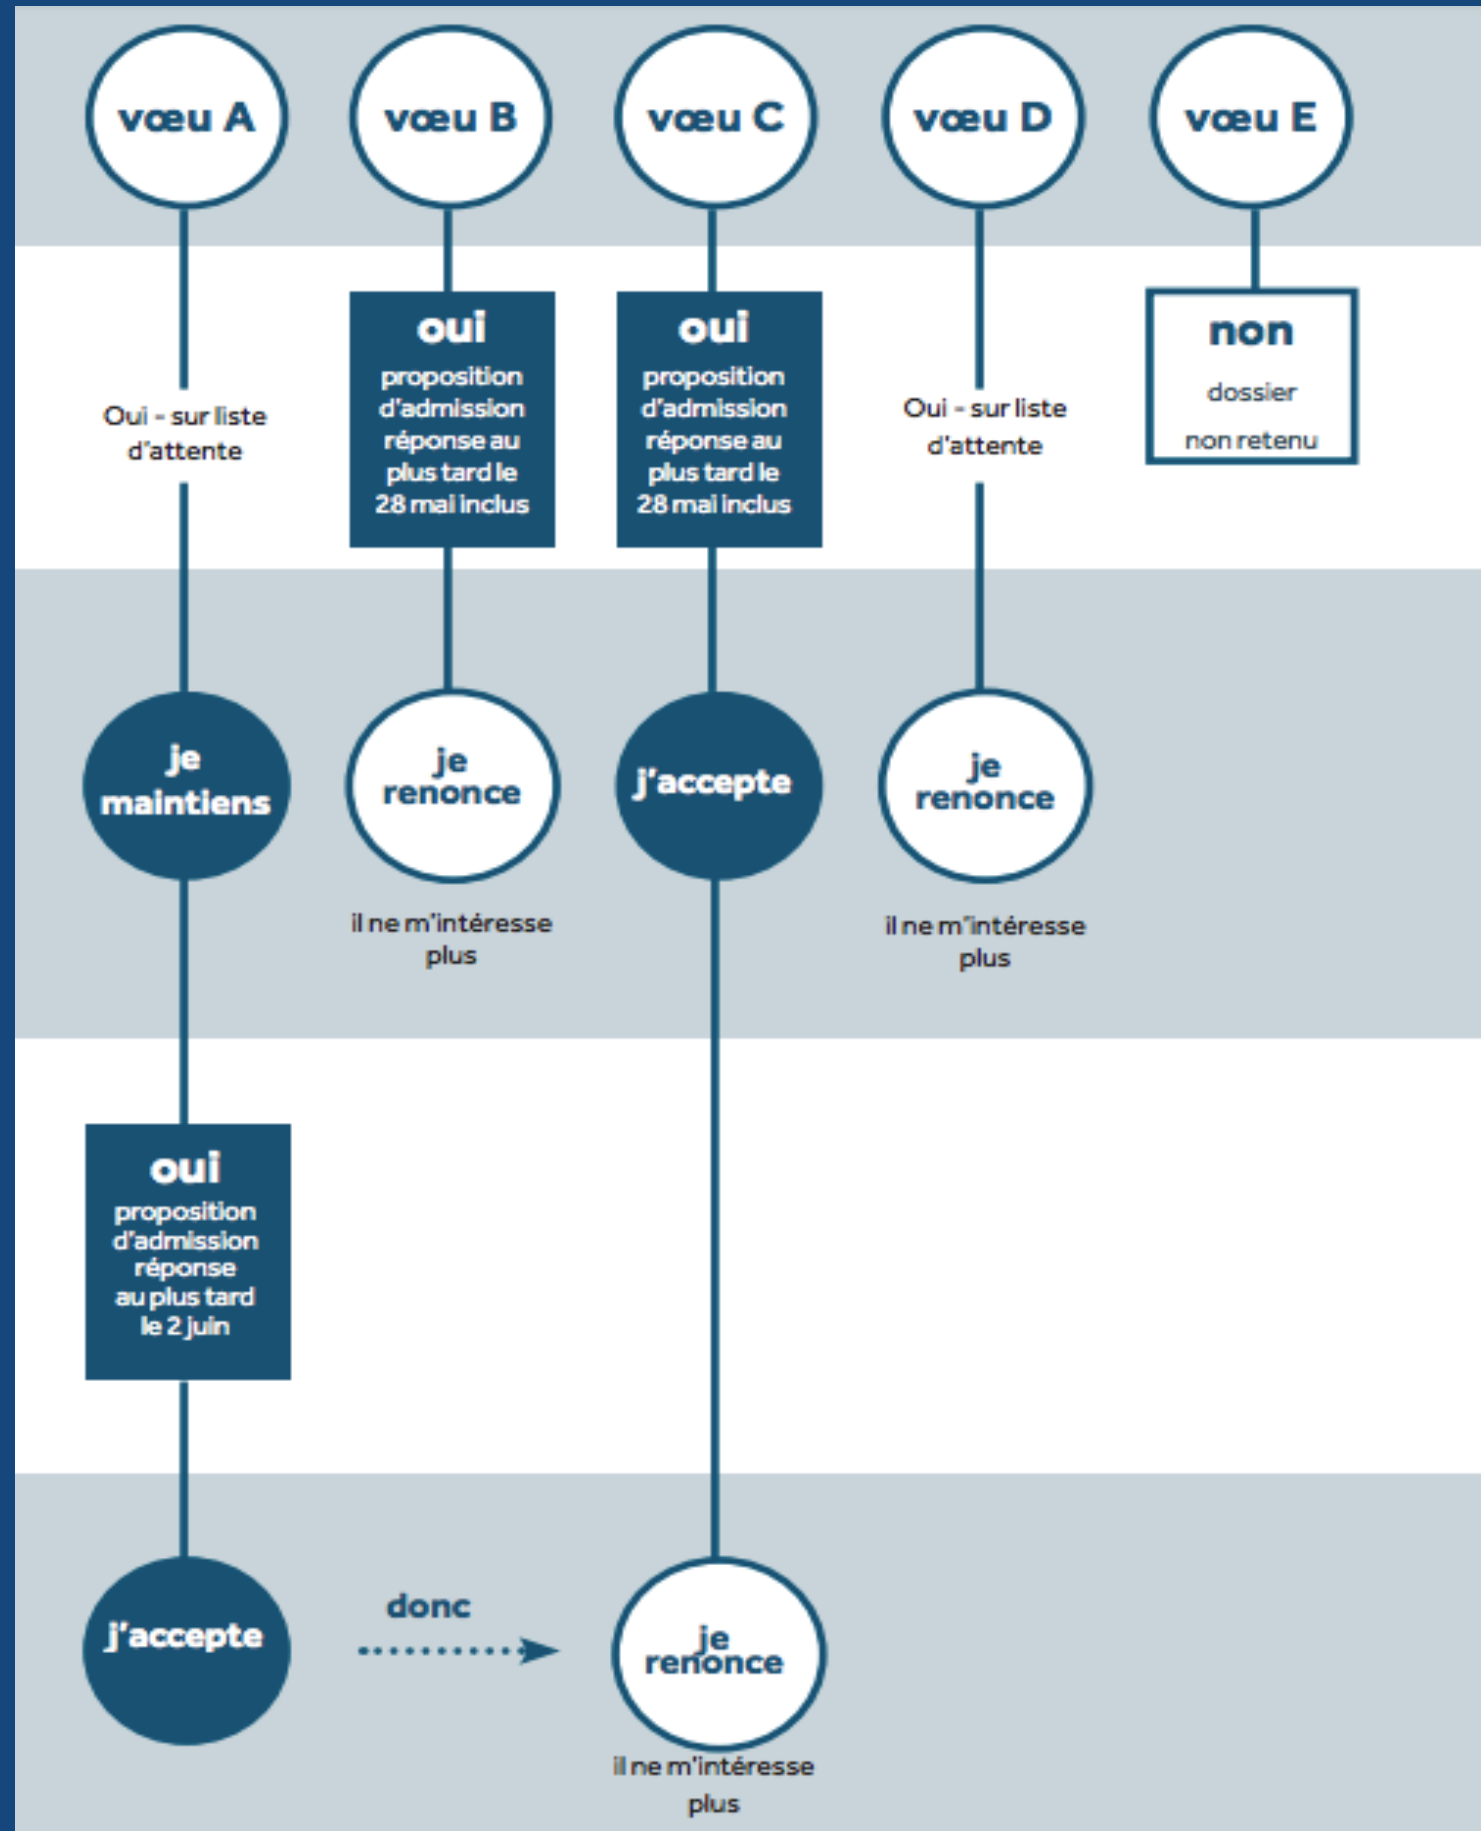 vœu A
vœu B
vœu C
vœu D
vœu E
Oui - sur liste
d'attente
oui
proposition
d'admission
réponse au
plus tard le
28 mai inclus
oui
proposition
d'admission
réponse au
plus tard le
28 mai inclus
Oui - sur liste
d'attente
non
dossier
non retenu
je
maintiens
je
renonce
il ne m'intéresse
plus
j'accepte
je
renonce
il ne m'intéresse
plus
oui
proposition
d'admission
réponse
au plus tard
le 2 juin
j'accepte
donc
je
renonce
il ne m'intéresse
plus